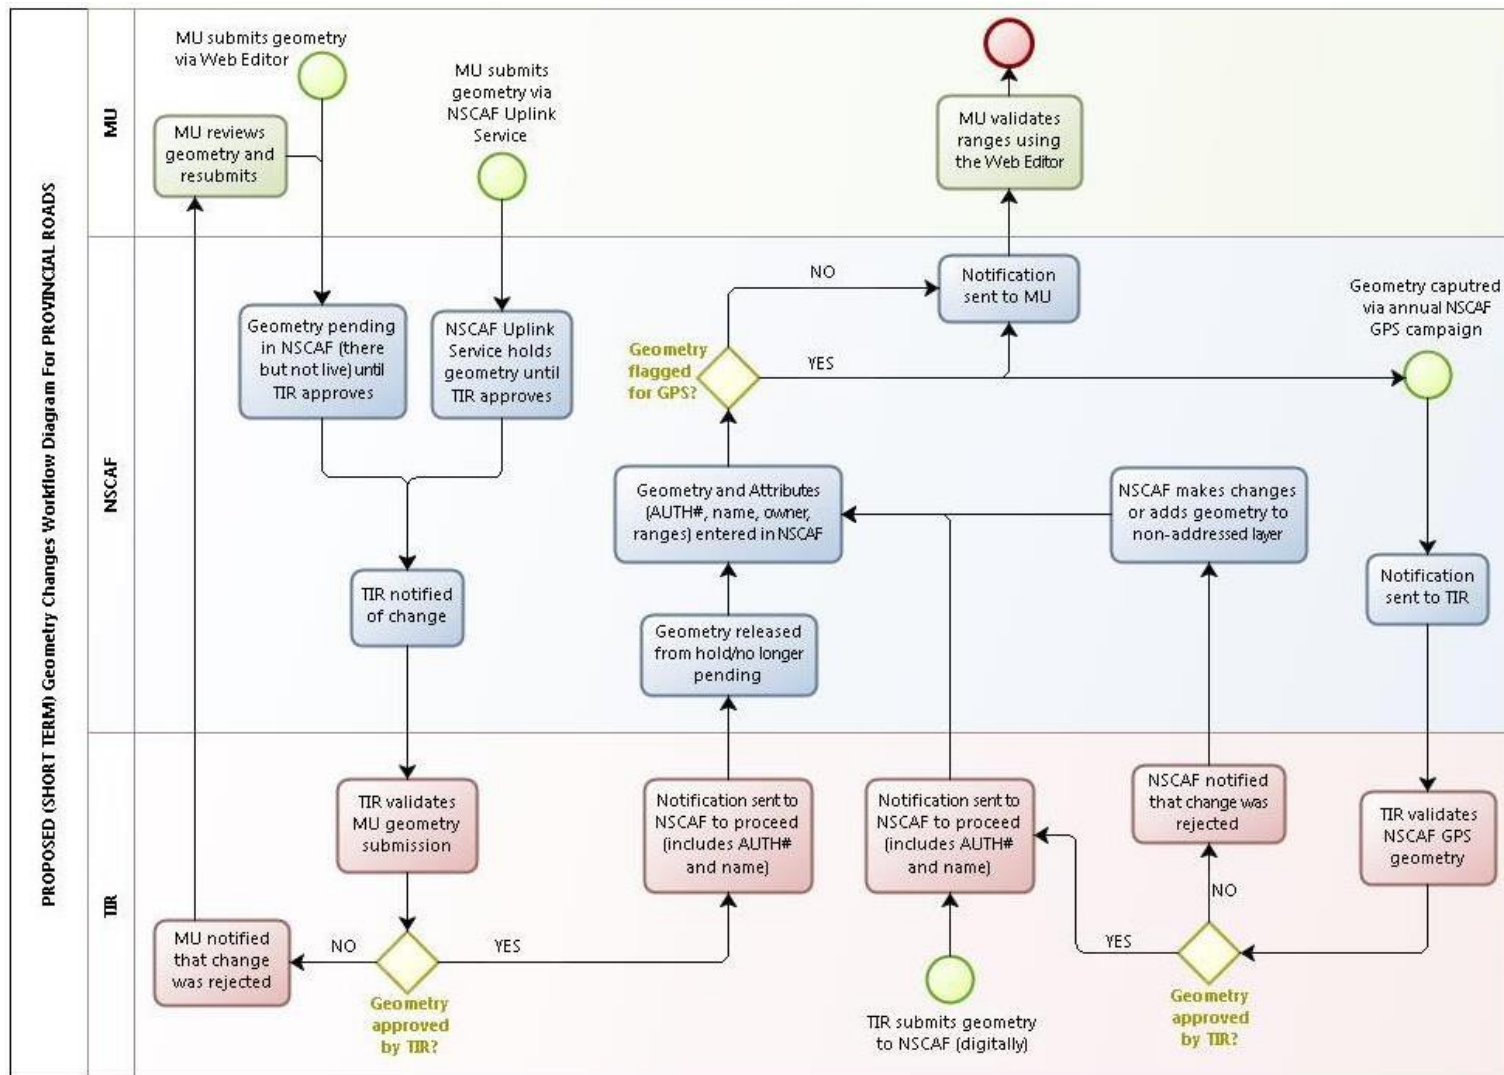 PROPOSED (SHORT TERM) Geometry Changes Workflow Diagram For PROVINCIAL ROADS
MU
MU submits geometry
via Web Editor
MU submits
geometry via
NSCAF Uplink
Service
MU reviews
geometry and
resubmits
MU validates
ranges using
the Web Editor
NSCAF
Geometry pending
in NSCAF (there
but not live) until
TIR approves
NSCAF Uplink
Service holds
geometry until
TIR approves
TIR notified
of change
Geometry
flagged
for GPS?
NO
YES
Notification
sent to MU
Geometry caputred
via annual NSCAF
GPS campaign
Geometry and Attributes
(AUTH#, name, owner,
ranges) entered in NSCAF
NSCAF makes changes
or adds geometry to
non-addressed layer
Notification
sent to TIR
Geometry released
from hold/no longer
pending
TIR
TIR validates
MU geometry
submission
Notification sent to
NSCAF to proceed
(includes AUTH#
and name)
Notification sent to
NSCAF to proceed
(includes AUTH#
and name)
NSCAF notified
that change was
rejected
TIR validates
NSCAF GPS
geometry
MU notified
that change
was rejected
NO
YES
Geometry
approved
by TIR?
TIR submits geometry
to NSCAF (digitally)
YES
NO
Geometry
approved
by TIR?